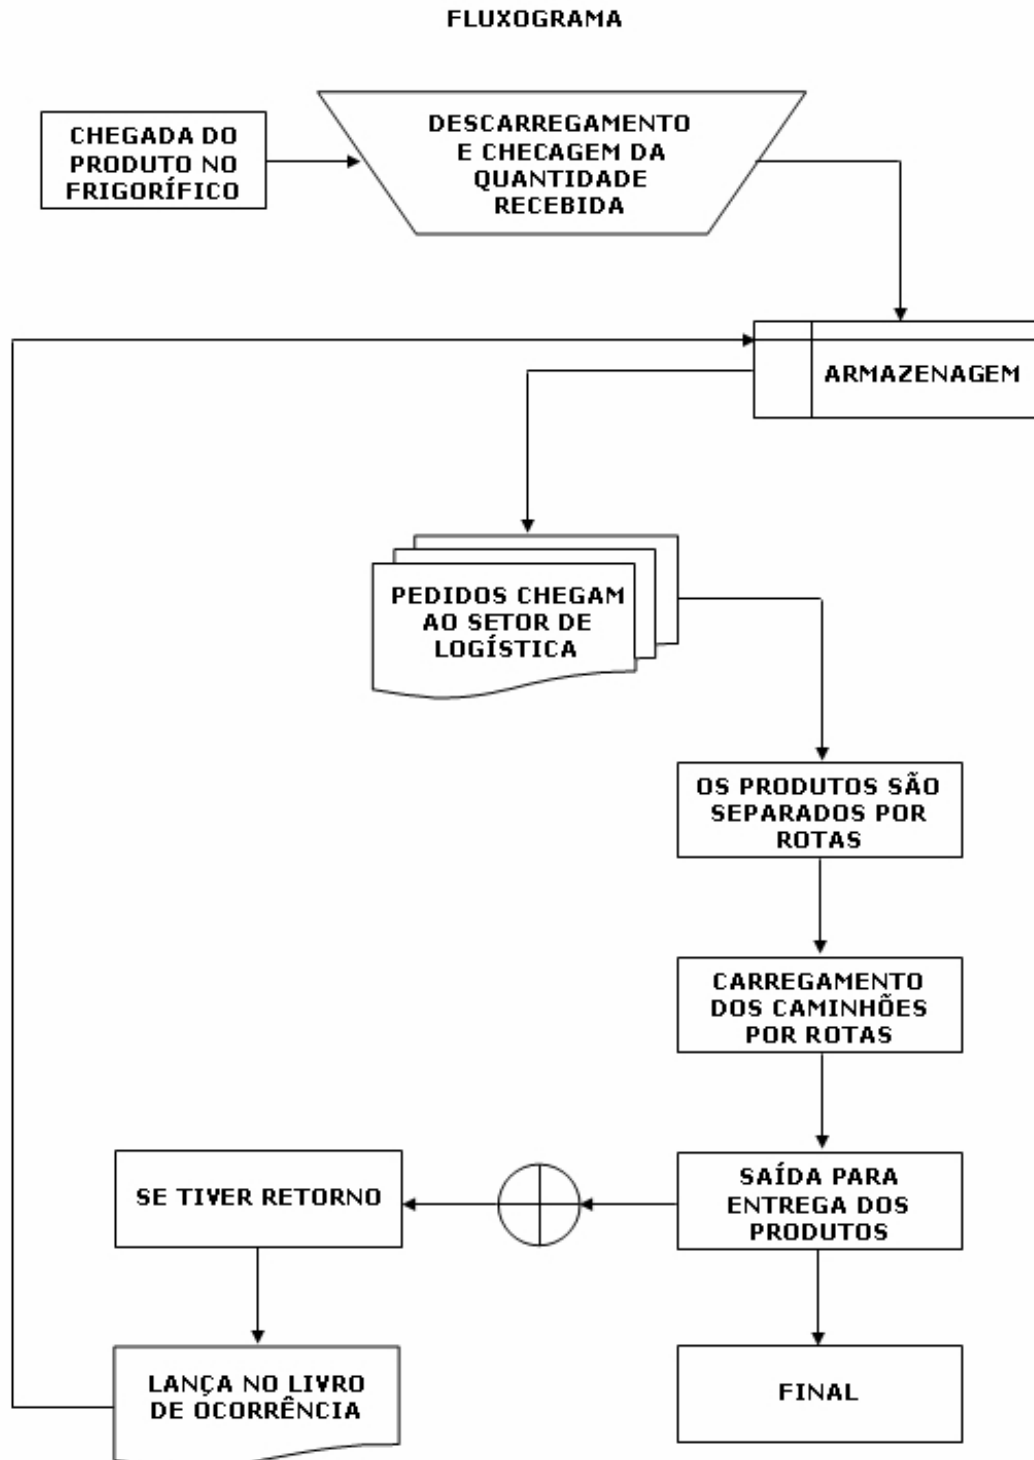 FLUXOGRAMA
CHEGADA DO
PRODUTO NO
FRIGORÍFICO
DESCARREGAMENTO
E CHECAGEM DA
QUANTIDADE
RECEBIDA
ARMAZENAGEM
PEDIDOS CHEGAM
AO SETOR DE
LOGÍSTICA
OS PRODUTOS SÃO
SEPARADOS POR
ROTAS
CARREGAMENTO
DOS CAMINHÕES
POR ROTAS
SAÍDA PARA
ENTREGA DOS
PRODUTOS
SE TIVER RETORNO
LANÇA NO LIVRO
DE OCORRÊNCIA
FINAL